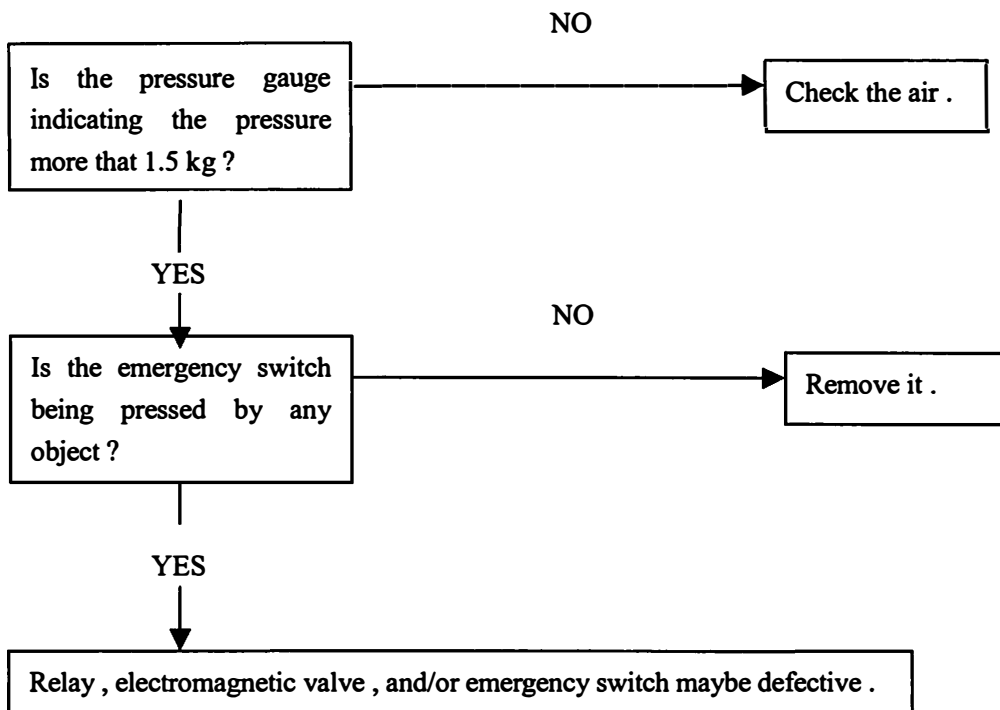 NO
Is the pressure gauge
indicating the pressure
more that 1.5 kg ?
Check the air .
YES
NO
Is the emergency switch
being pressed by any
object ?
Remove it .
YES
Relay , electromagnetic valve , and/or emergency switch maybe defective .